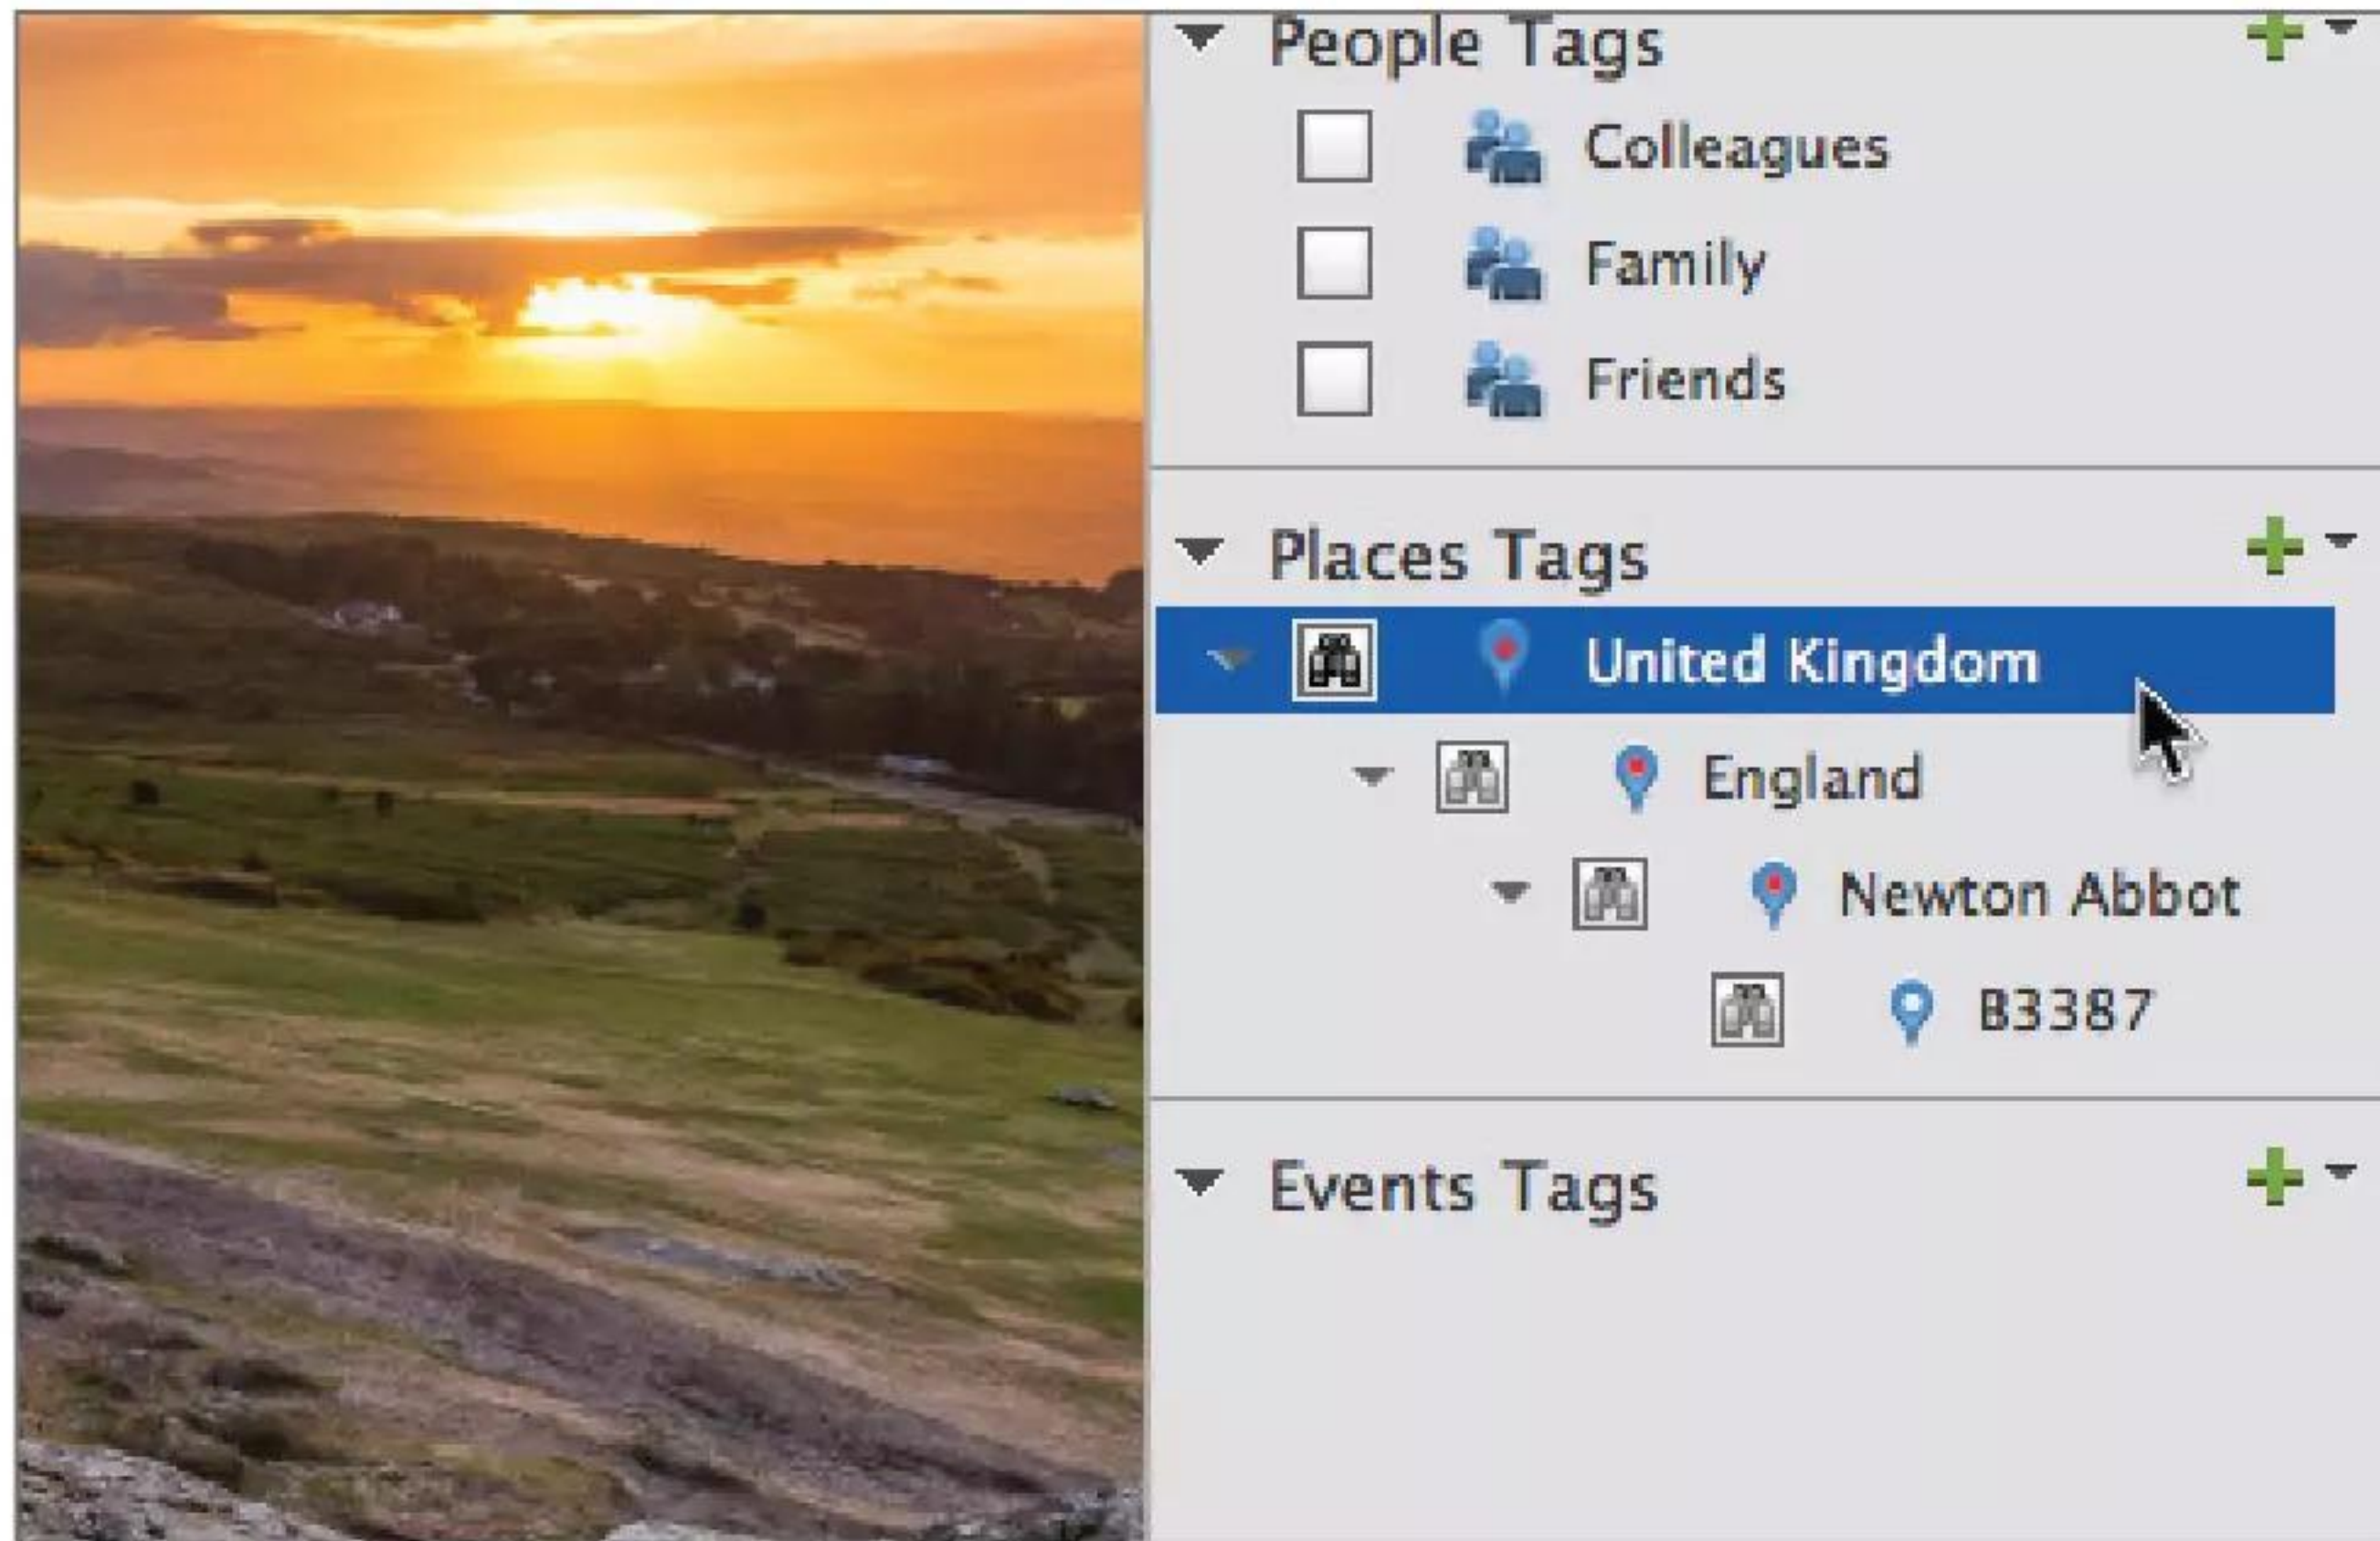 People Tags
Colleagues
Family
Friends
Places Tags
United Kingdom
England
Newton Abbot
B3387
Events Tags